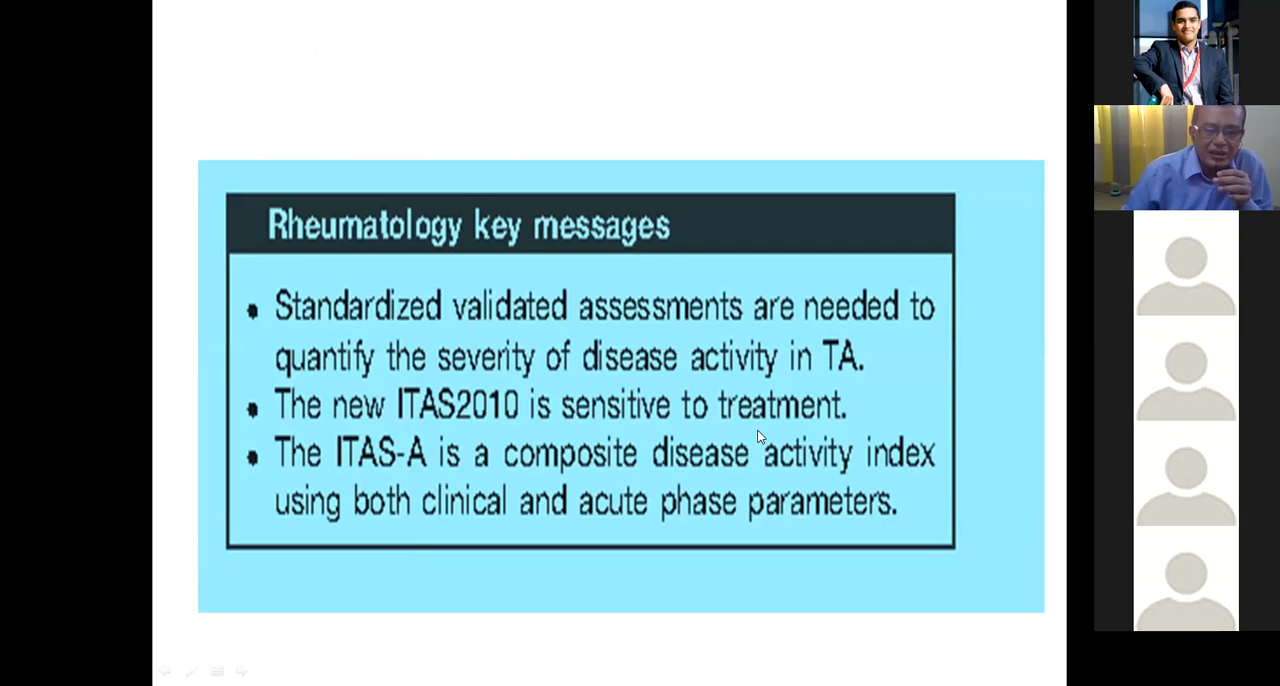 Rheumatology key messages
• Standardized validated assessments are needed to
quantify the severity of disease activity in TA.
• The new ITAS2010 is sensitive to treatment.
• The ITAS-A is a composite disease activity index
using both clinical and acute phase parameters.